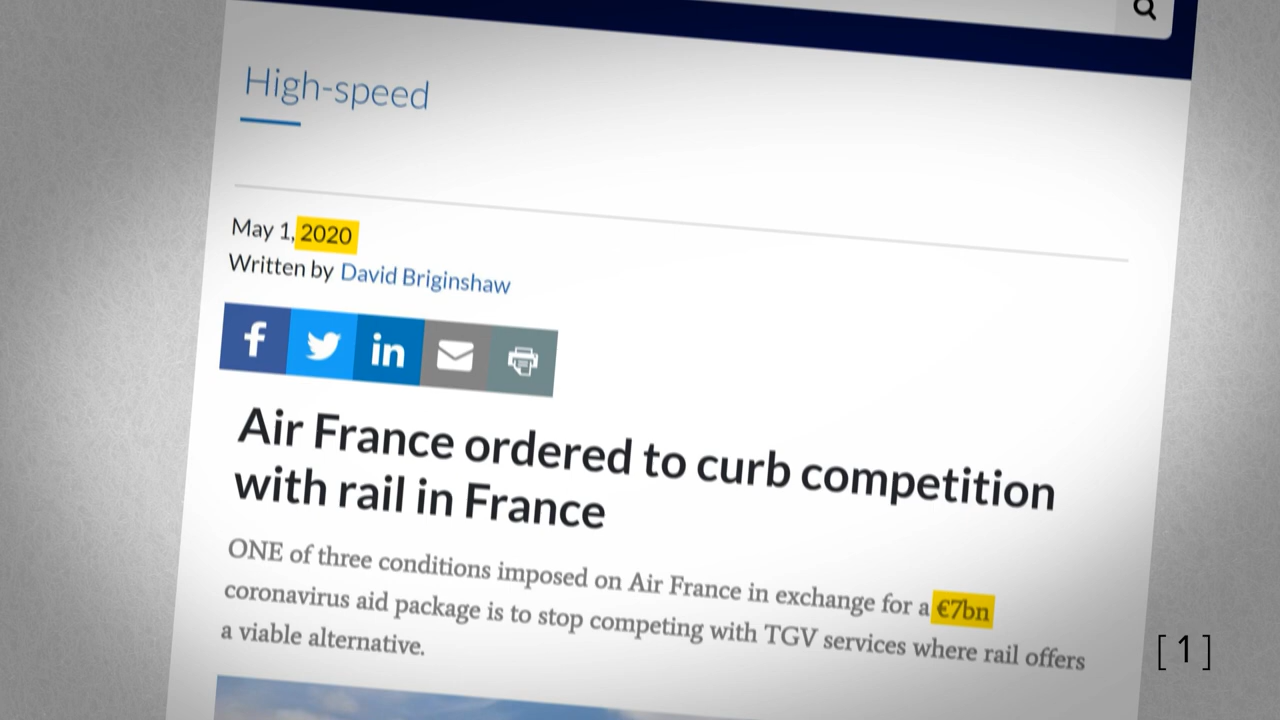 High-speed
May 1, 2020
Written by David Briginshaw
Air France ordered to curb competition
with rail in France
ONE of three conditions imposed on Air France in exchange for a €7bn
coronavirus aid package is to stop competing with TGV services where rail offers
a viable alternative.
[ 1 ]